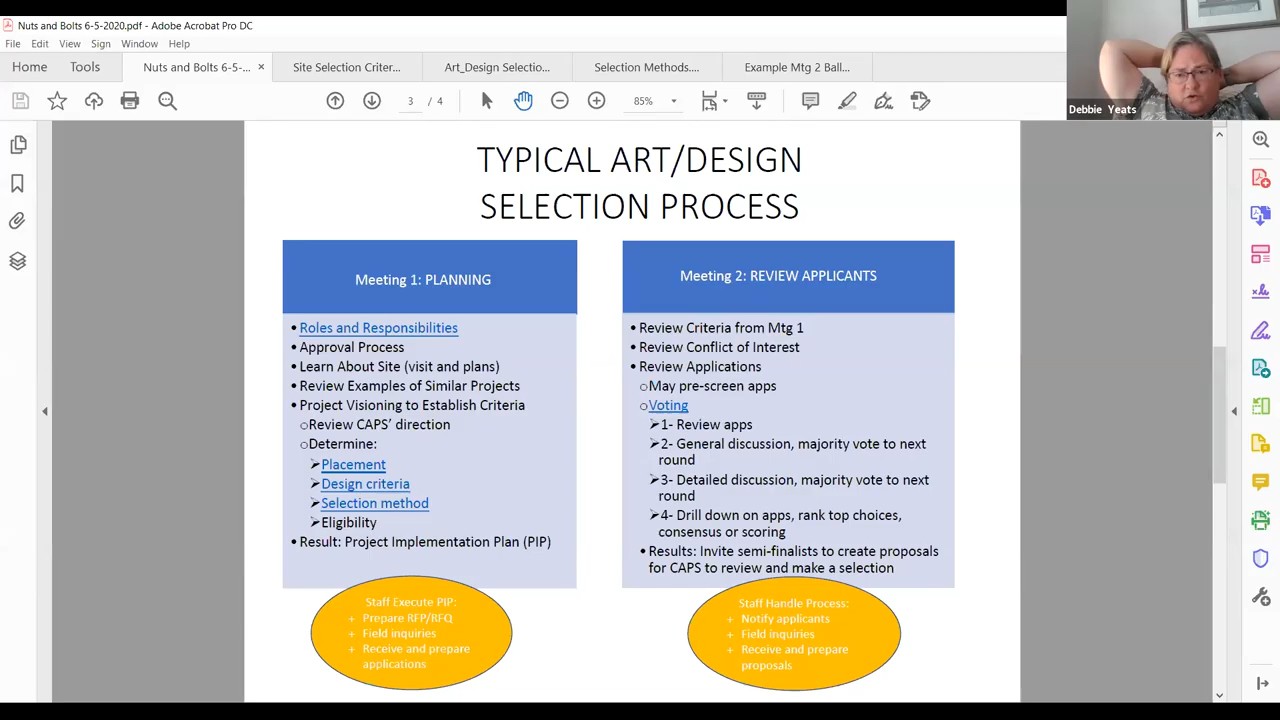 Nuts and Bolts 6-5-2020.pdf - Adobe Acrobat Pro DC
File Edit View Sign Window Help
Home Tools Nuts and Bolts 6-5-... × Site Selection Criter... Art_Design Selectio... Selection Methods.... Example Mtg 2 Ball...
3 / 4 85%
Debbie Yeats
TYPICAL ART/DESIGN
SELECTION PROCESS
Meeting 1: PLANNING
• Roles and Responsibilities
• Approval Process
• Learn About Site (visit and plans)
• Review Examples of Similar Projects
• Project Visioning to Establish Criteria
○Review CAPS' direction
○Determine:
➢Placement
➢Design criteria
➢Selection method
➢Eligibility
• Result: Project Implementation Plan (PIP)
Staff Execute PIP:
+ Prepare RFP/RFQ
+ Field inquiries
+ Receive and prepare
applications
Meeting 2: REVIEW APPLICANTS
• Review Criteria from Mtg 1
• Review Conflict of Interest
• Review Applications
○May pre-screen apps
○Voting
➢1- Review apps
➢2- General discussion, majority vote to next
round
➢3- Detailed discussion, majority vote to next
round
➢4- Drill down on apps, rank top choices,
consensus or scoring
• Results: Invite semi-finalists to create proposals
for CAPS to review and make a selection
Staff Handle Process:
+ Notify applicants
+ Field inquiries
+ Receive and prepare
proposals